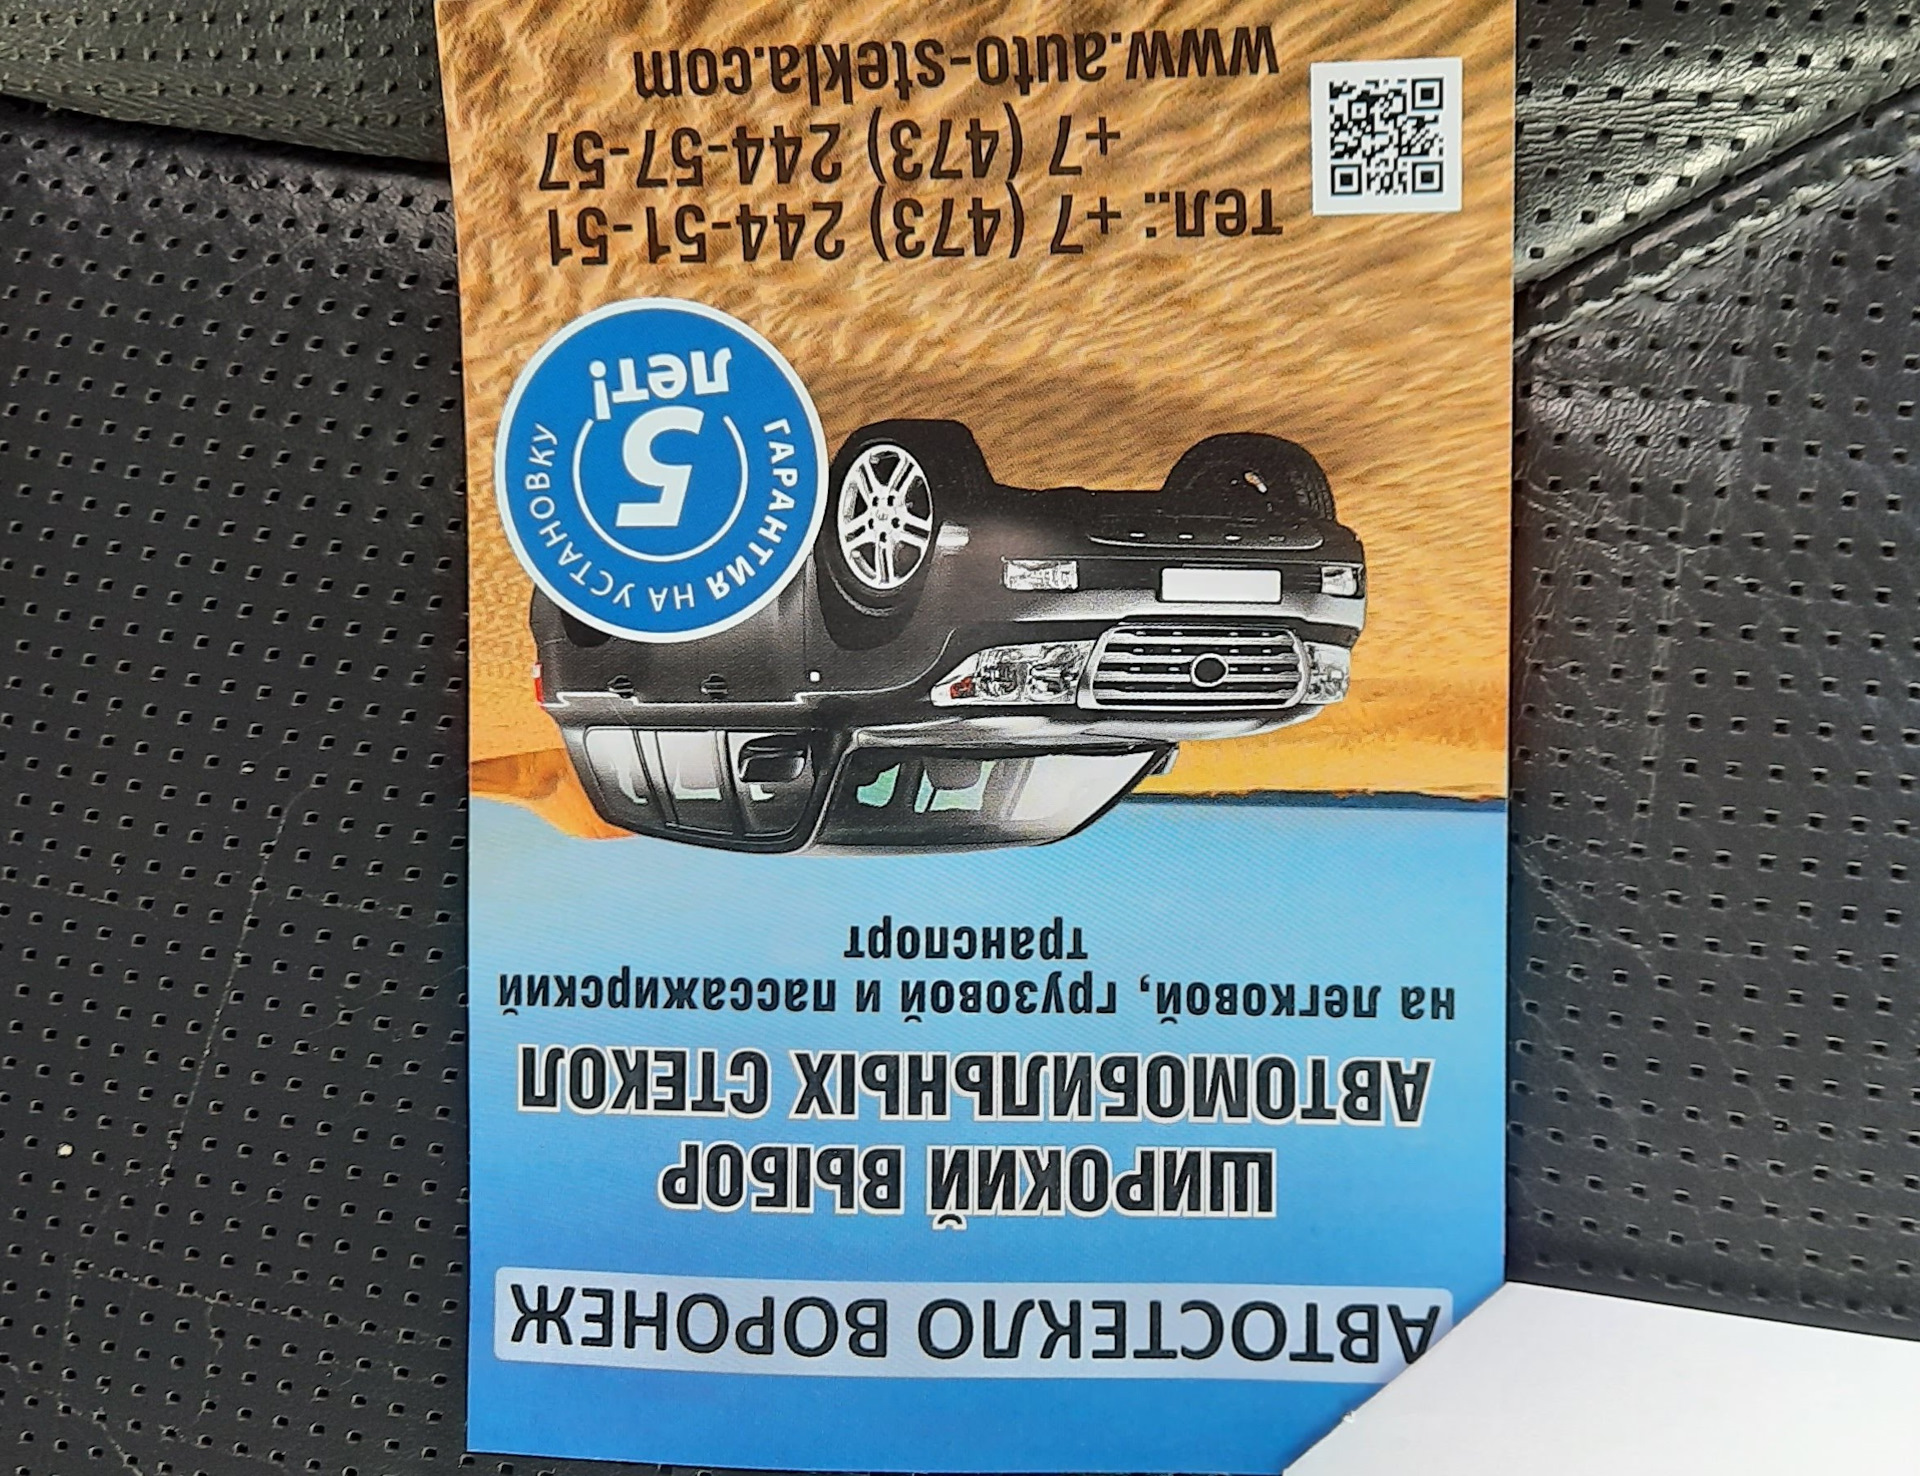 АВТОСТЕКЛО ВОРОНЕЖ
ШИРОКИЙ ВЫБОР
АВТОМОБИЛЬНЫХ СТЕКОЛ
на легковой, грузовой и пассажирский
транспорт
ГАРАНТИЯ НА УСТАНОВКУ
5
лет!
тел.: +7 (473) 244-51-51
+7 (473) 244-57-57
www.auto-stekla.com